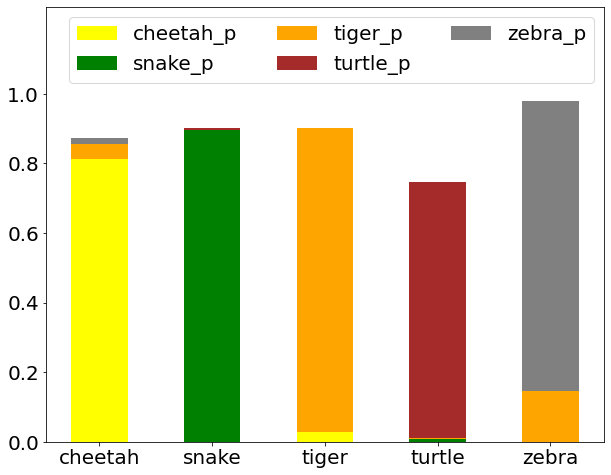 cheetah_p tiger_p zebra_p
snake_p turtle_p
1.0
0.8
0.6
0.4
0.2
0.0
cheetah snake tiger turtle zebra